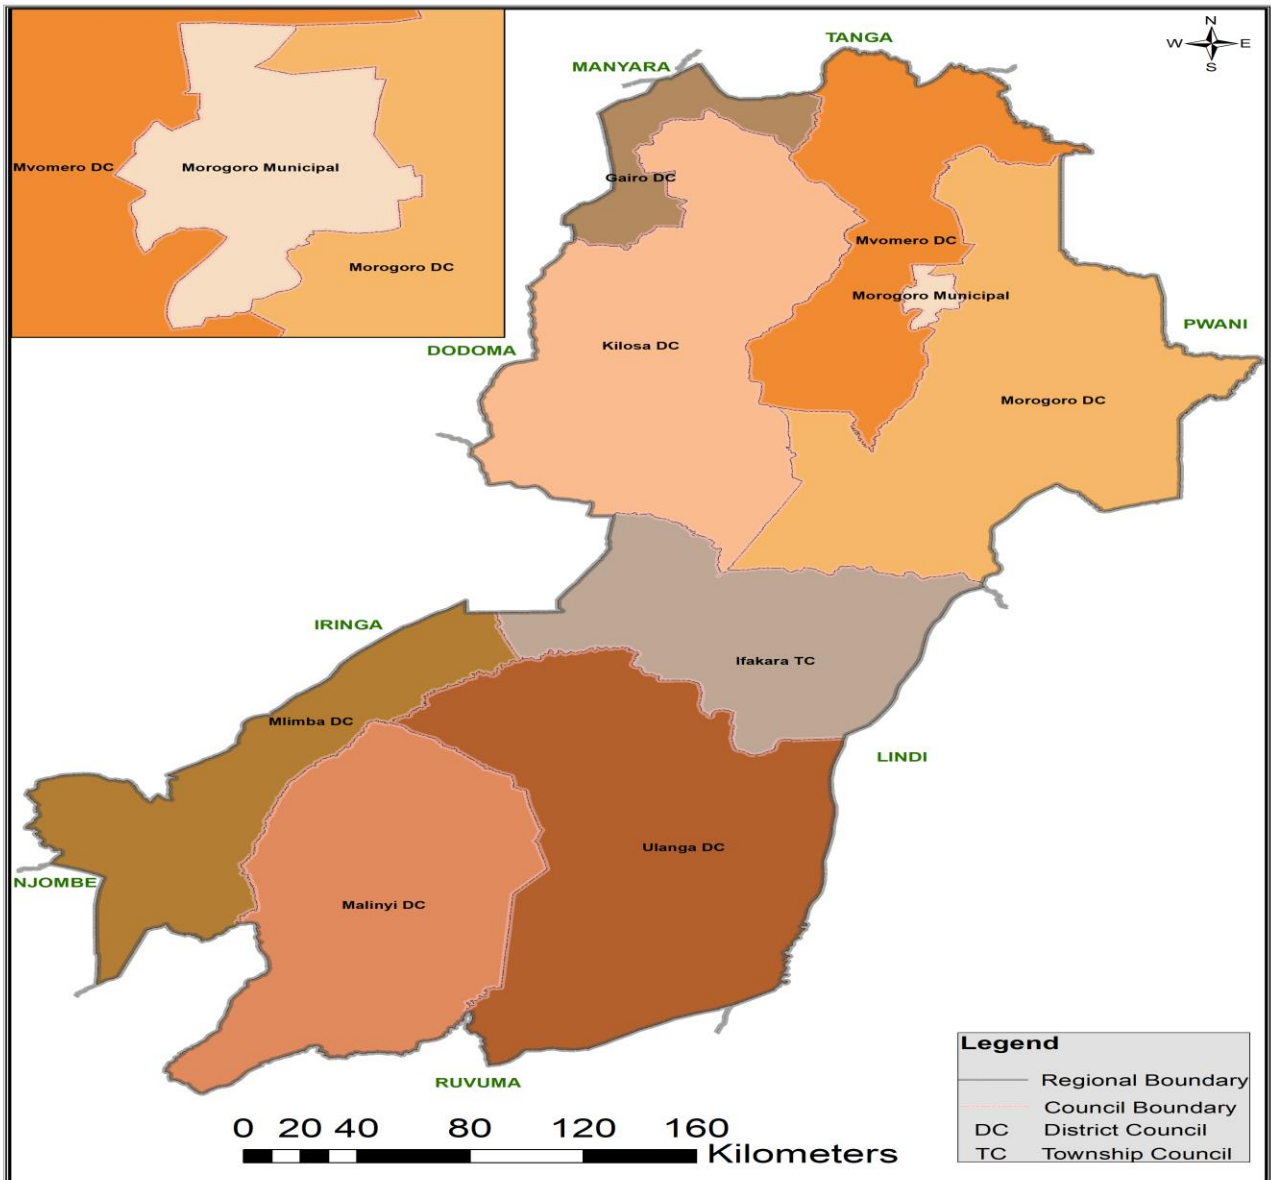 Mvomero DC
Morogoro Municipal
Morogoro DC
N
W E
S
TANGA
MANYARA
Gairo DC
Mvomero DC
Morogoro Municipal
PWANI
DODOMA
Kilosa DC
Morogoro DC
IRINGA
Ifakara TC
Mlimba DC
LINDI
Ulanga DC
NJOMBE
Malinyi DC
RUVUMA
Legend
Regional Boundary
Council Boundary
DC District Council
TC Township Council
0 20 40 80 120 160
Kilometers